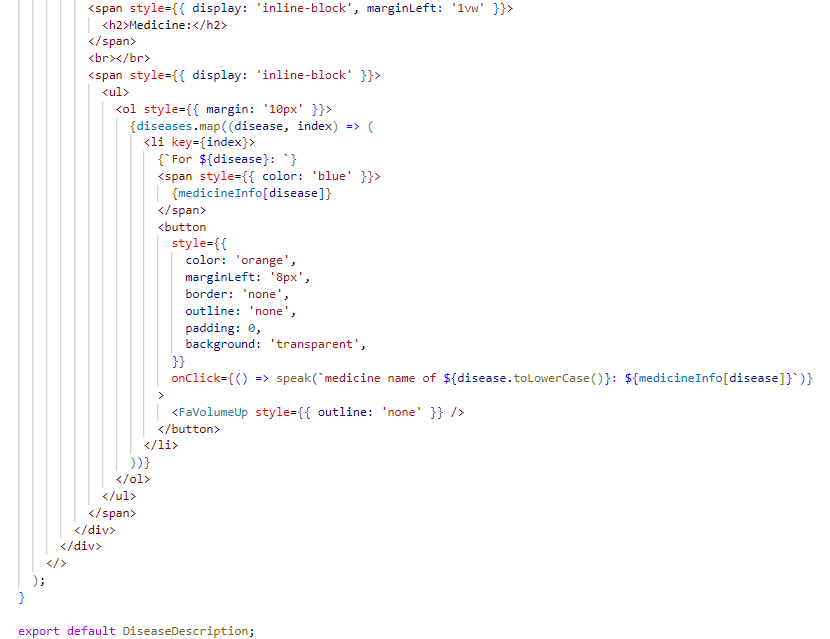 <span style={{ display: 'inline-block', marginLeft: '1vw' }}>
<h2>Medicine:</h2>
</span>
<br></br>
<span style={{ display: 'inline-block' }}>
<ul>
<ol style={{ margin: '10px' }}>
{diseases.map((disease, index) => (
<li key={index}>
{`For ${disease}: `}
<span style={{ color: 'blue' }}>
{medicineInfo[disease]}
</span>
<button
style={{
color: 'orange',
marginLeft: '8px',
border: 'none',
outline: 'none',
padding: 0,
background: 'transparent',
}}
onClick={() => speak(`medicine name of ${disease.toLowerCase()}: ${medicineInfo[disease]}`)}
>
<FaVolumeUp style={{ outline: 'none' }} />
</button>
</li>
))}
</ol>
</ul>
</span>
</div>
</div>
</>
);
}
export default DiseaseDescription;